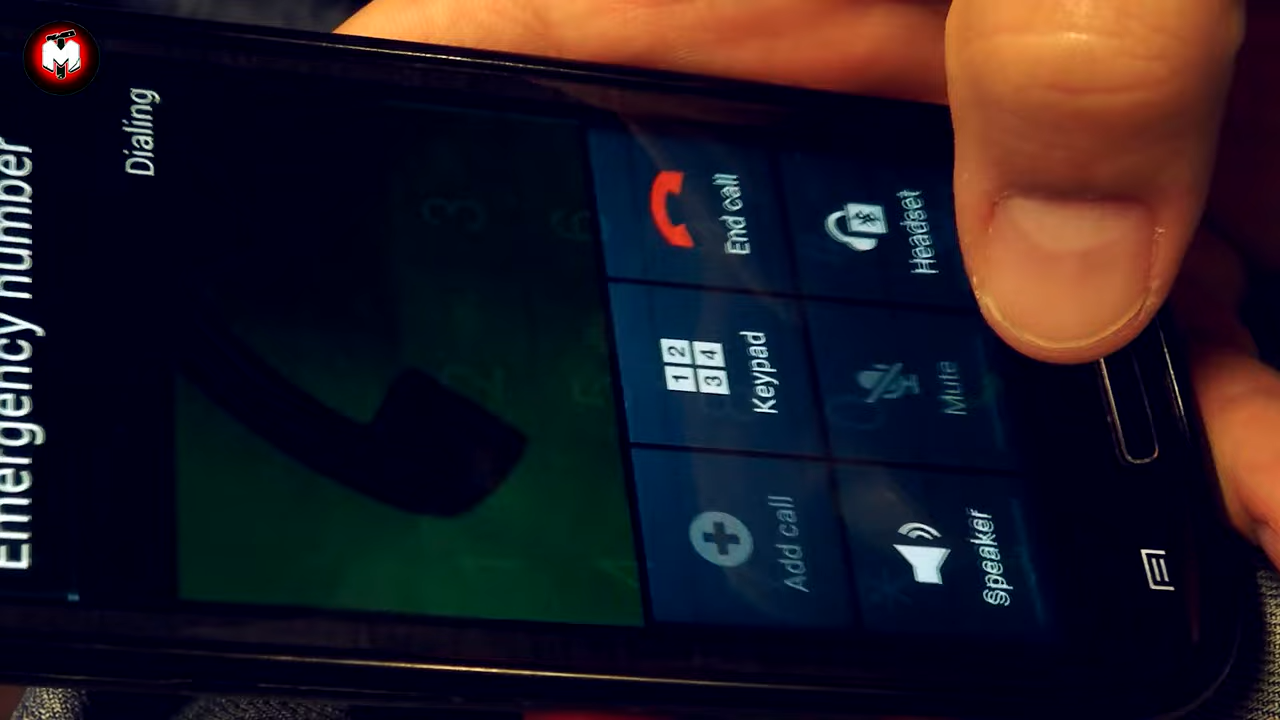 Emergency number
Dialing
Add call
Keypad
1 2
3 4
End call
Speaker
Mute
Headset